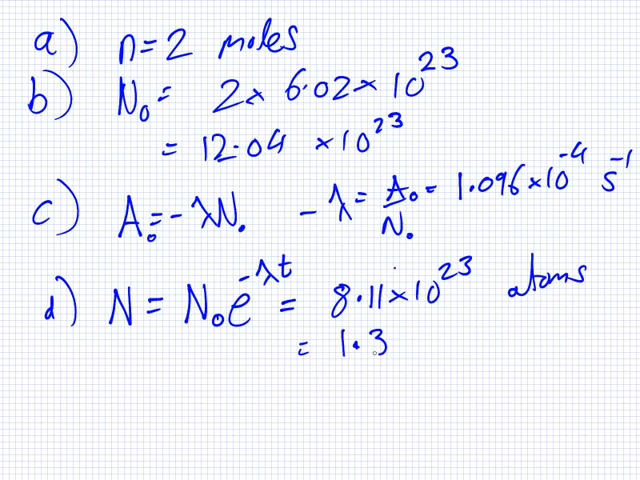 a) n=2 moles
b) N₀ = 2 × 6.02 × 10²³
= 12.04 × 10²³
c) A₀ = -λN₀ -λ = A₀/N₀ = 1.096 × 10⁻⁴ s⁻¹
d) N = N₀e^-λt = 8.11 × 10²³ atoms
= 1.3